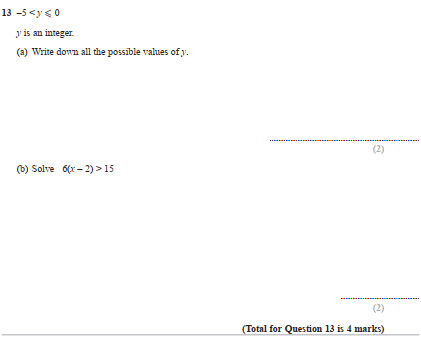 13 –5 < y ⩽ 0
y is an integer.
(a) Write down all the possible values of y.
(2)
(b) Solve 6(x – 2) > 15
(2)
(Total for Question 13 is 4 marks)